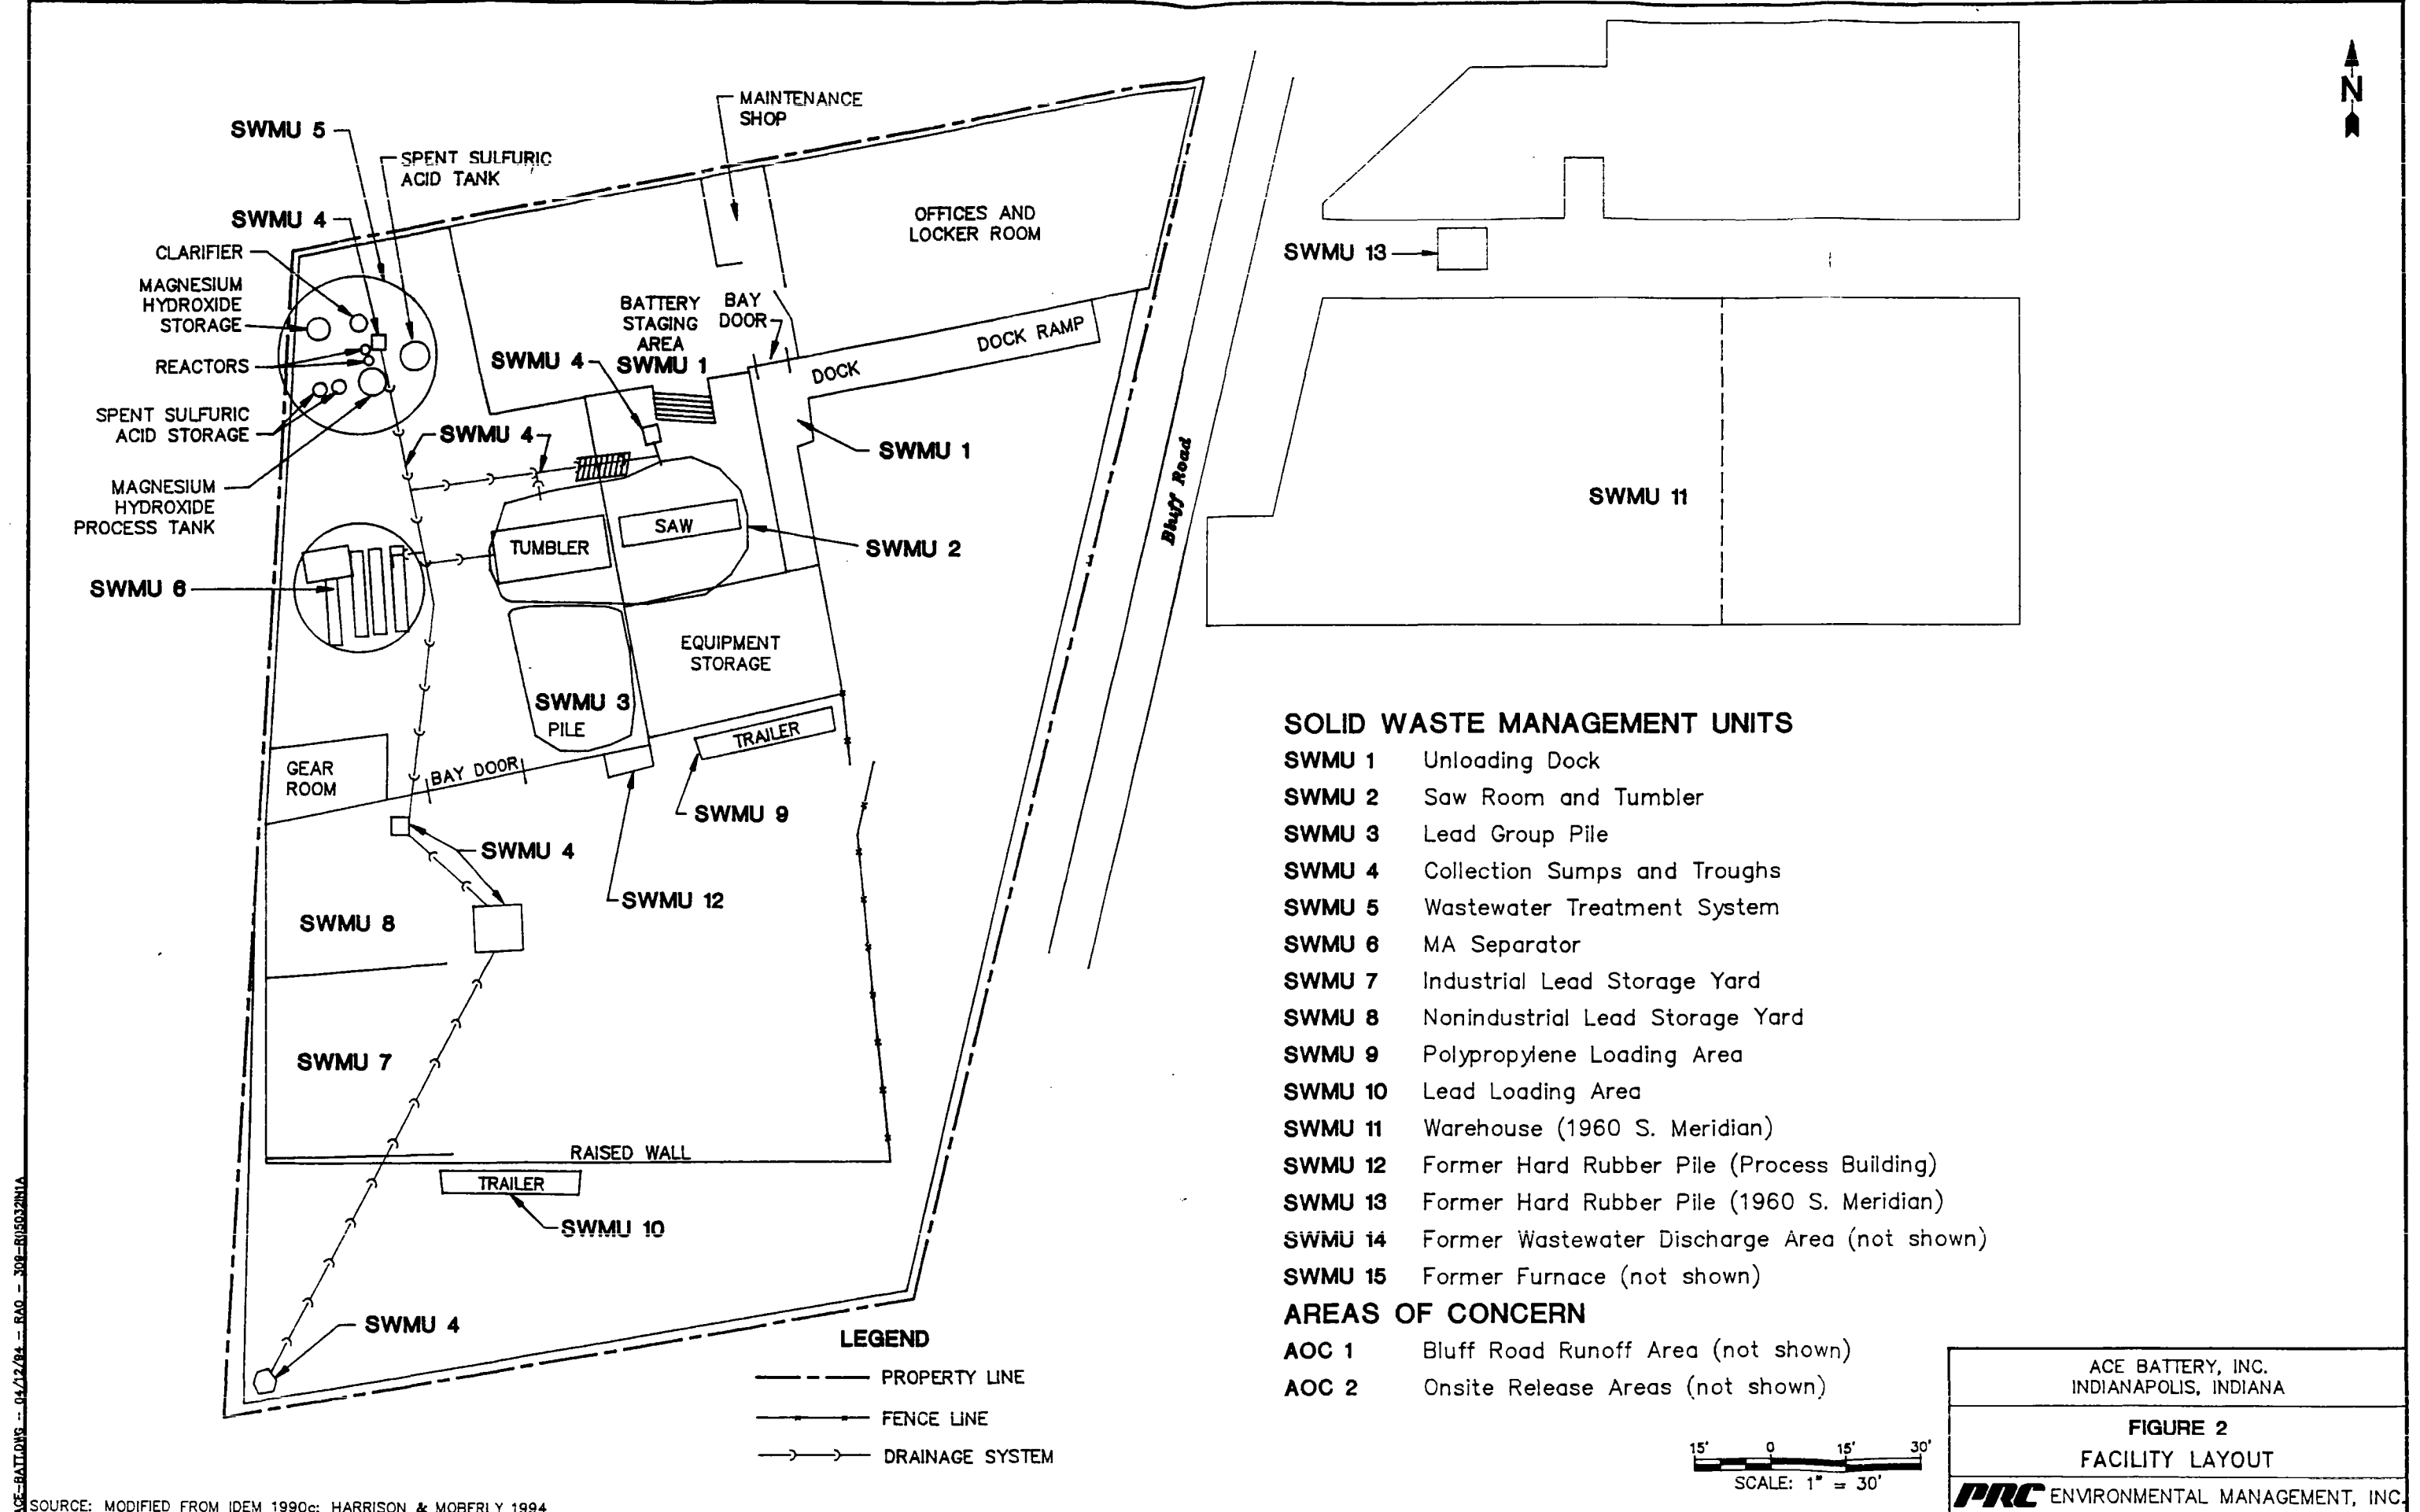 MAINTENANCE
SHOP
SWMU 5
SPENT SULFURIC
ACID TANK
SWMU 4
CLARIFIER
MAGNESIUM
HYDROXIDE
STORAGE
REACTORS
SPENT SULFURIC
ACID STORAGE
MAGNESIUM
HYDROXIDE
PROCESS TANK
SWMU 6
OFFICES AND
LOCKER ROOM
BATTERY
STAGING
AREA
SWMU 1
BAY
DOOR
SWMU 4
DOCK
DOCK RAMP
SWMU 4
SWMU 1
SAW
TUMBLER
SWMU 2
EQUIPMENT
STORAGE
SWMU 3
PILE
TRAILER
GEAR
ROOM
BAY DOOR
SWMU 9
SWMU 4
SWMU 12
SWMU 8
SWMU 7
RAISED WALL
TRAILER
SWMU 10
SWMU 4
Bluff Road
SWMU 13
SWMU 11
N
LEGEND
PROPERTY LINE
FENCE LINE
DRAINAGE SYSTEM
SOLID WASTE MANAGEMENT UNITS
SWMU 1 Unloading Dock
SWMU 2 Saw Room and Tumbler
SWMU 3 Lead Group Pile
SWMU 4 Collection Sumps and Troughs
SWMU 5 Wastewater Treatment System
SWMU 6 MA Separator
SWMU 7 Industrial Lead Storage Yard
SWMU 8 Nonindustrial Lead Storage Yard
SWMU 9 Polypropylene Loading Area
SWMU 10 Lead Loading Area
SWMU 11 Warehouse (1960 S. Meridian)
SWMU 12 Former Hard Rubber Pile (Process Building)
SWMU 13 Former Hard Rubber Pile (1960 S. Meridian)
SWMU 14 Former Wastewater Discharge Area (not shown)
SWMU 15 Former Furnace (not shown)
AREAS OF CONCERN
AOC 1 Bluff Road Runoff Area (not shown)
AOC 2 Onsite Release Areas (not shown)
15' 0 15' 30'
SCALE: 1" = 30'
ACE BATTERY, INC.
INDIANAPOLIS, INDIANA
FIGURE 2
FACILITY LAYOUT
PRC ENVIRONMENTAL MANAGEMENT, INC.
ACE-BATT.DWG -- 04/12/94 -- RAO - 309-R015032IN1A
SOURCE: MODIFIED FROM IDEM 1990c; HARRISON & MOBERLY 1994